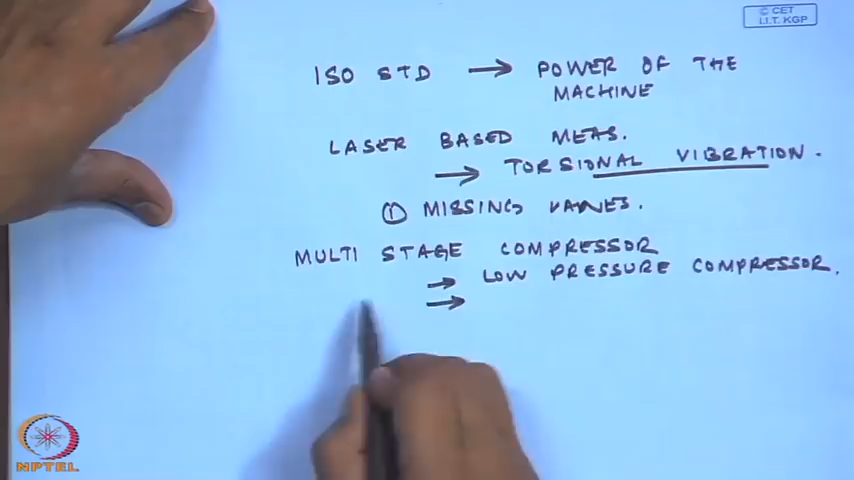 © CET
I.I.T. KGP
ISO STD → POWER OF THE
MACHINE
LASER BASED MEAS.
→ TORSIONAL VIBRATION.
① MISSING VANES.
MULTI STAGE COMPRESSOR
→ LOW PRESSURE COMPRESSOR.
→
NPTEL